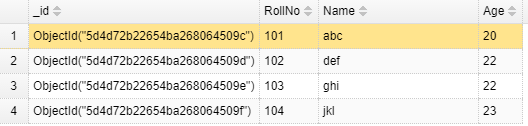 _id RollNo Name Age
1 ObjectId("5d4d72b22654ba268064509c") 101 abc 20
2 ObjectId("5d4d72b22654ba268064509d") 102 def 22
3 ObjectId("5d4d72b22654ba268064509e") 103 ghi 22
4 ObjectId("5d4d72b22654ba268064509f") 104 jkl 23